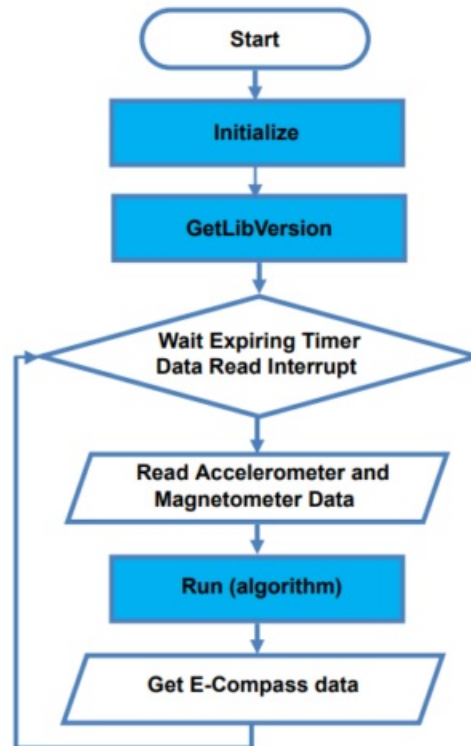 Start
Initialize
GetLibVersion
Wait Expiring Timer
Data Read Interrupt
Read Accelerometer and
Magnetometer Data
Run (algorithm)
Get E-Compass data